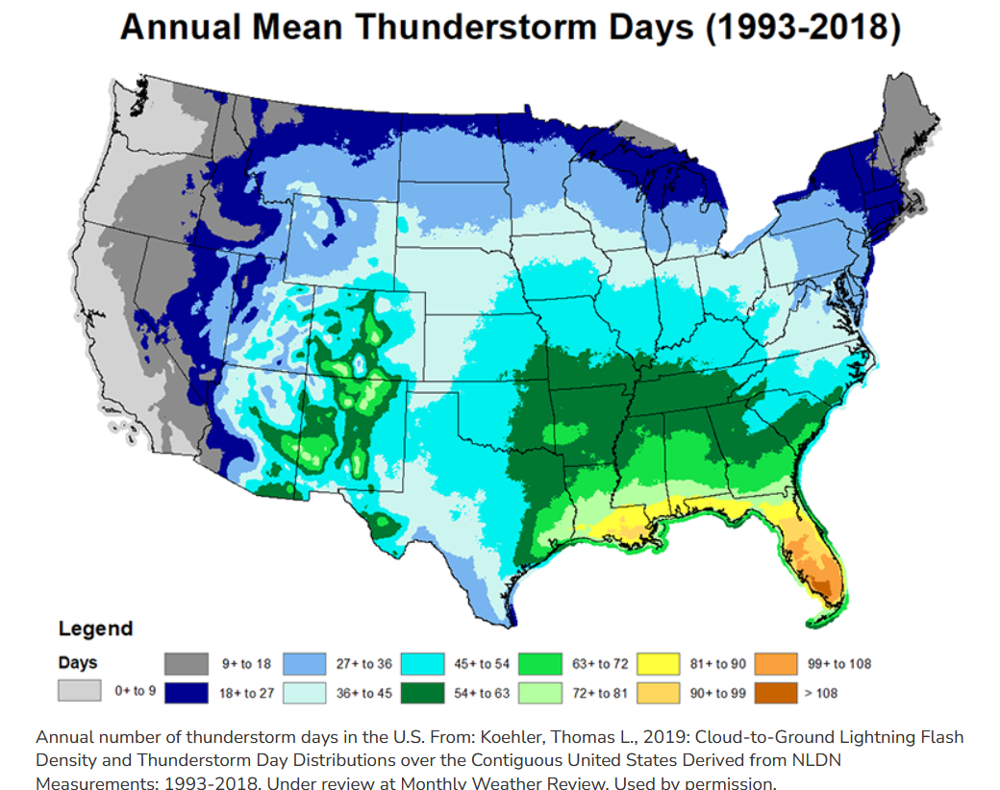 Annual Mean Thunderstorm Days (1993-2018)
Legend
Days
9+ to 18
27+ to 36
45+ to 54
63+ to 72
81+ to 90
99+ to 108
0+ to 9
18+ to 27
36+ to 45
54+ to 63
72+ to 81
90+ to 99
> 108
Annual number of thunderstorm days in the U.S. From: Koehler, Thomas L., 2019: Cloud-to-Ground Lightning Flash
Density and Thunderstorm Day Distributions over the Contiguous United States Derived from NLDN
Measurements: 1993-2018. Under review at Monthly Weather Review. Used by permission.